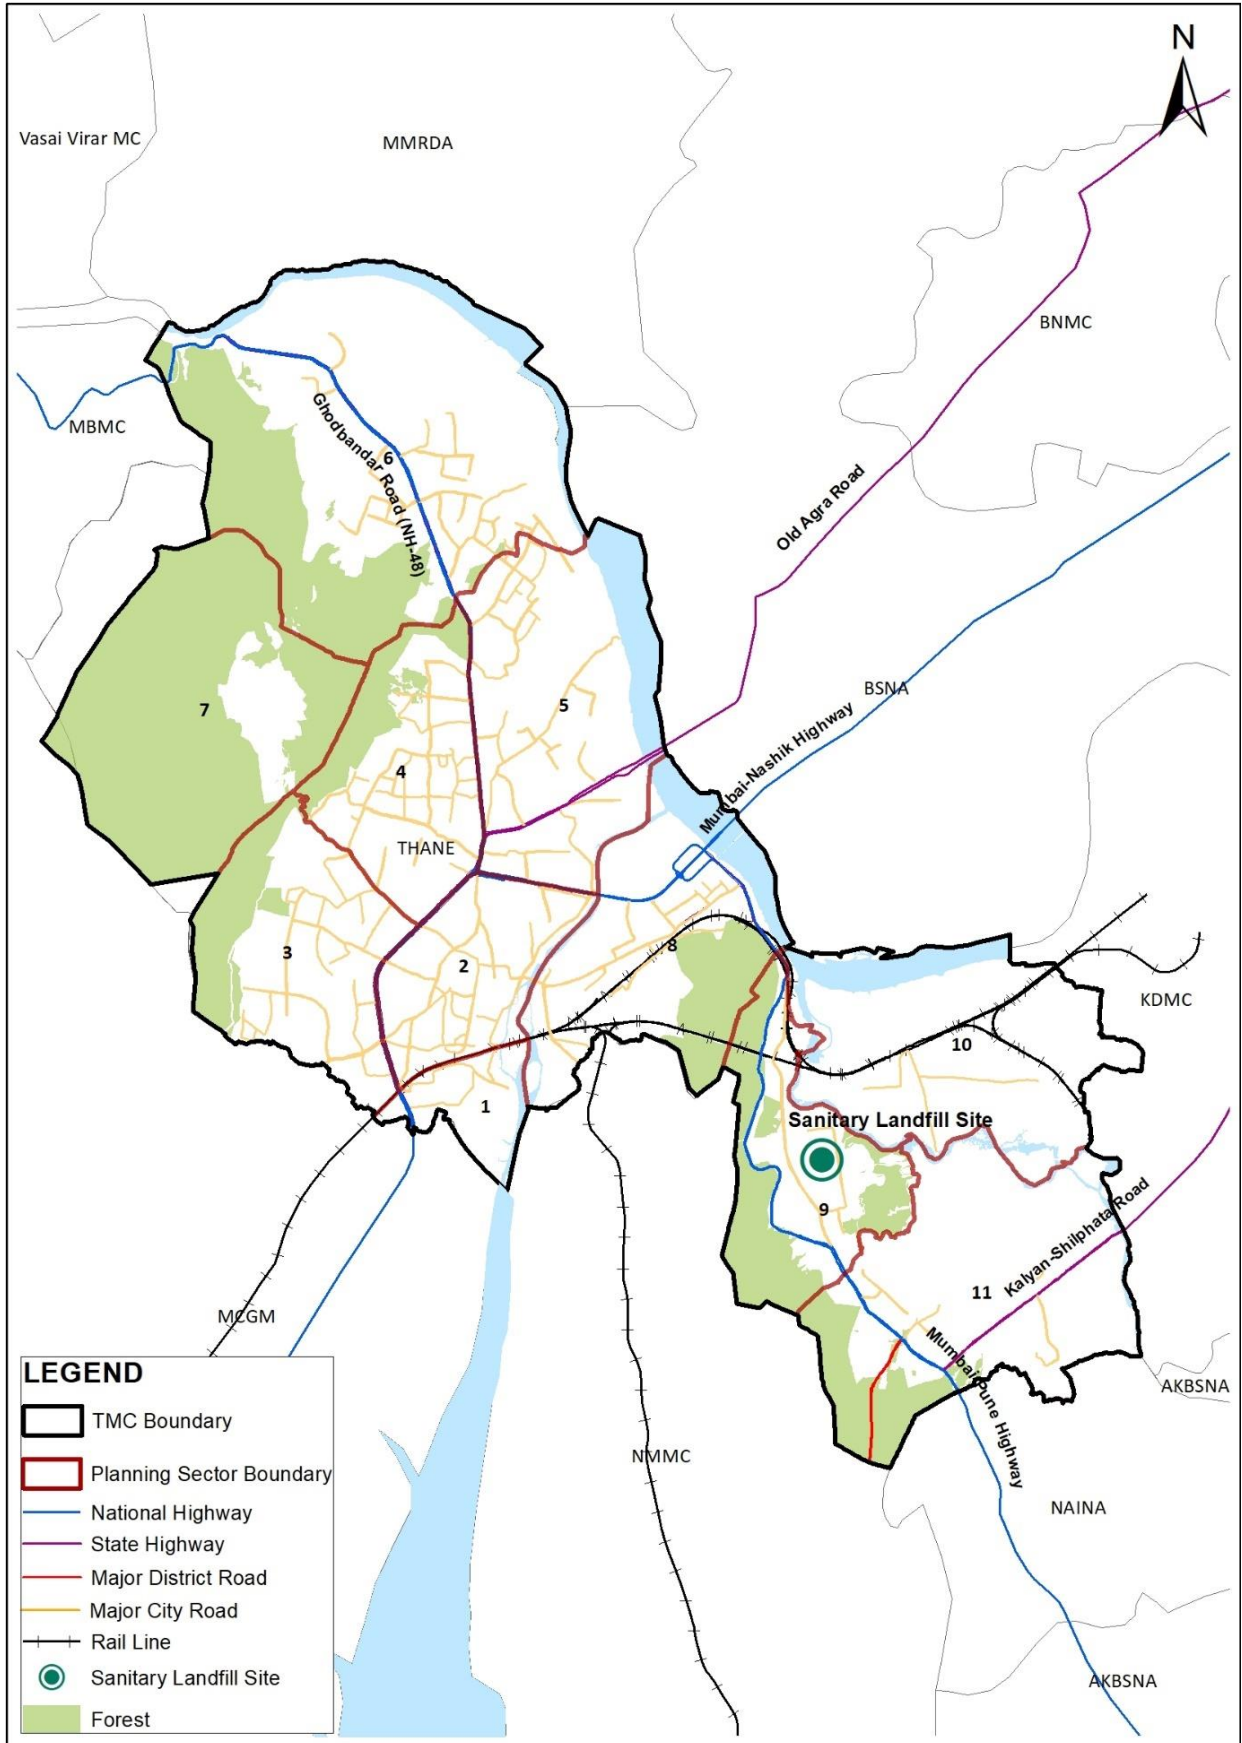 N
Vasai Virar MC
MMRDA
BNMC
MBMC
Ghodbandar Road (NH-48)
6
Old Agra Road
BSNA
7
5
Mumbai-Nashik Highway
4
THANE
3
2
8
KDMC
10
1
Sanitary Landfill Site
9
Kalyan-Shilphata Road
11
MCGM
Mumbai-Pune Highway
AKBSNA
NMMC
NAINA
AKBSNA
LEGEND
TMC Boundary
Planning Sector Boundary
National Highway
State Highway
Major District Road
Major City Road
Rail Line
Sanitary Landfill Site
Forest